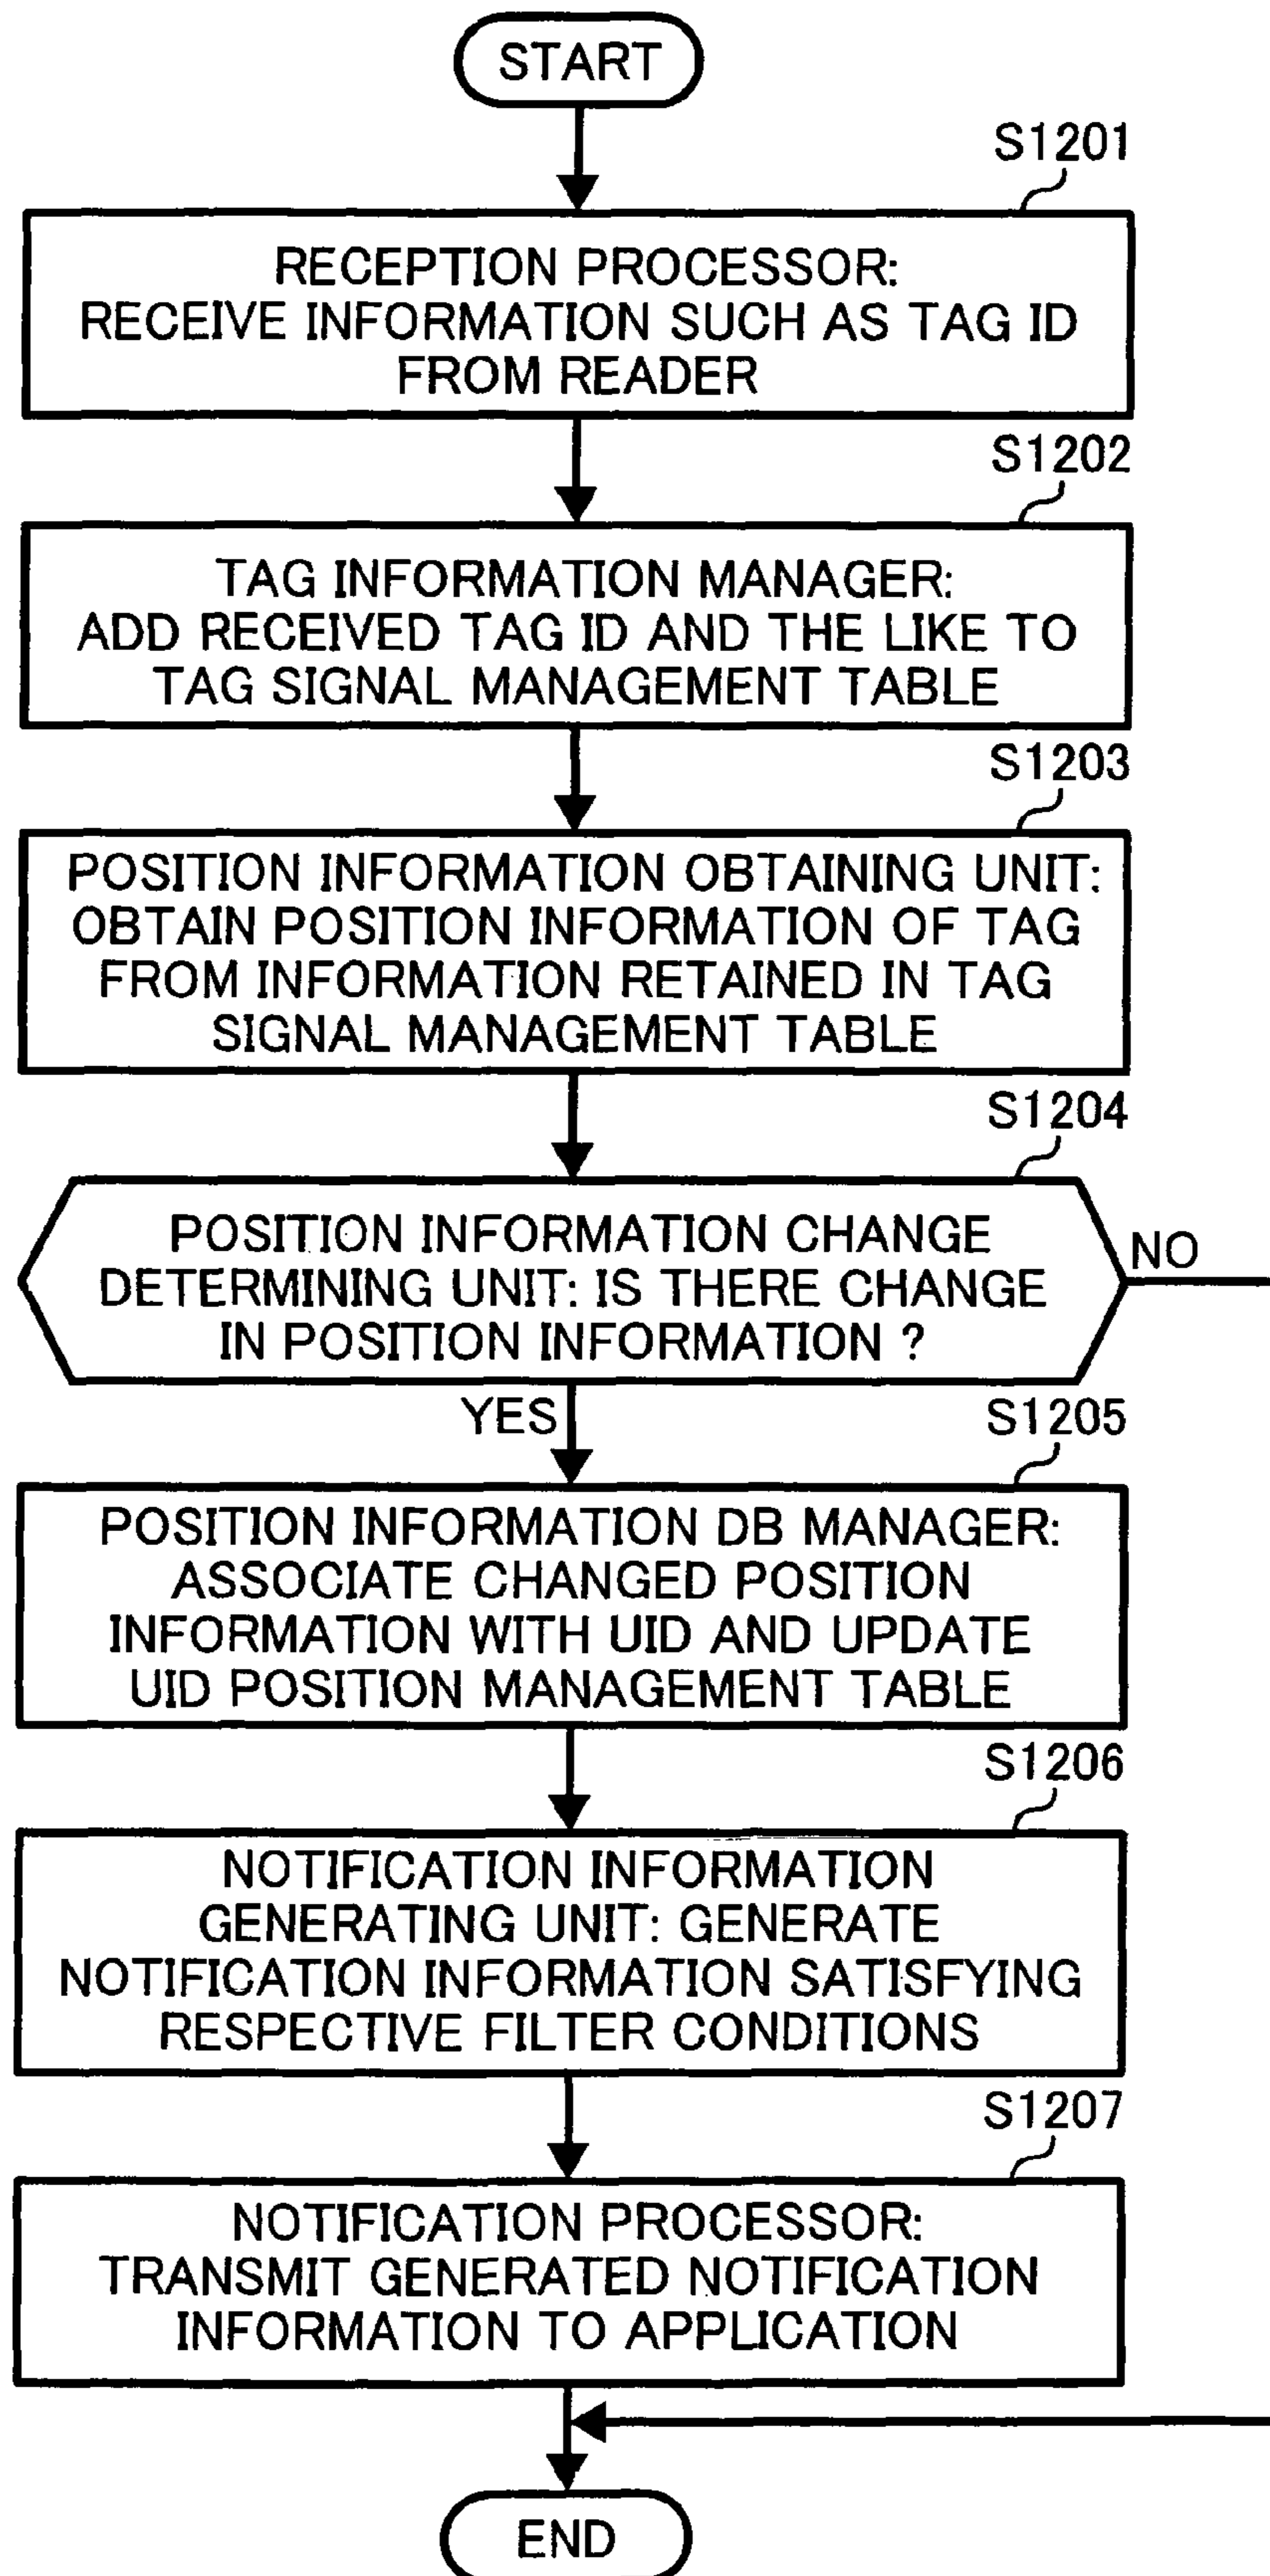 START
S1201
RECEPTION PROCESSOR:
RECEIVE INFORMATION SUCH AS TAG ID
FROM READER
S1202
TAG INFORMATION MANAGER:
ADD RECEIVED TAG ID AND THE LIKE TO
TAG SIGNAL MANAGEMENT TABLE
S1203
POSITION INFORMATION OBTAINING UNIT:
OBTAIN POSITION INFORMATION OF TAG
FROM INFORMATION RETAINED IN TAG
SIGNAL MANAGEMENT TABLE
S1204
POSITION INFORMATION CHANGE
DETERMINING UNIT: IS THERE CHANGE
IN POSITION INFORMATION ?
NO
YES
S1205
POSITION INFORMATION DB MANAGER:
ASSOCIATE CHANGED POSITION
INFORMATION WITH UID AND UPDATE
UID POSITION MANAGEMENT TABLE
S1206
NOTIFICATION INFORMATION
GENERATING UNIT: GENERATE
NOTIFICATION INFORMATION SATISFYING
RESPECTIVE FILTER CONDITIONS
S1207
NOTIFICATION PROCESSOR:
TRANSMIT GENERATED NOTIFICATION
INFORMATION TO APPLICATION
END